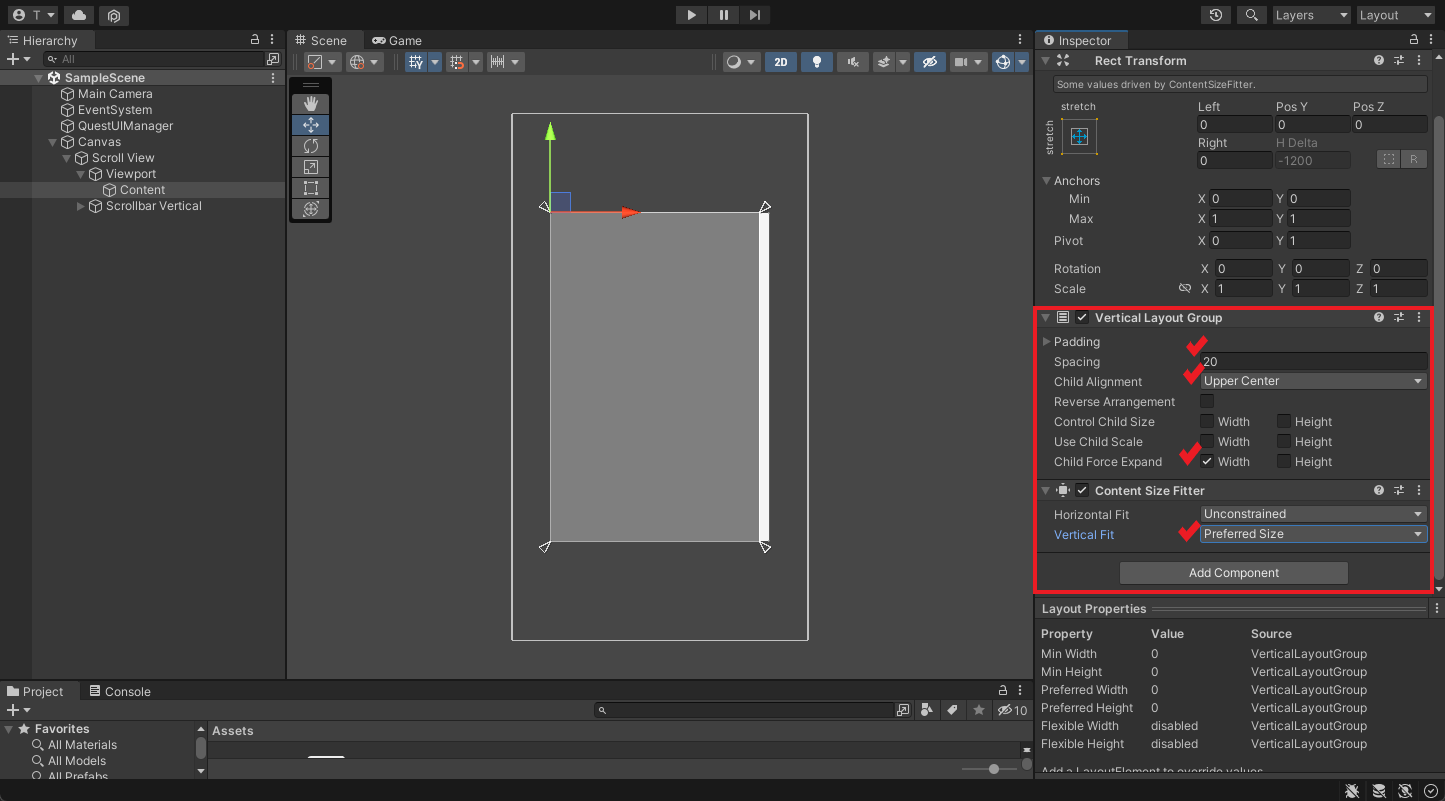 T
Layers
Layout
Hierarchy
All
SampleScene
Main Camera
EventSystem
QuestUIManager
Canvas
Scroll View
Viewport
Content
Scrollbar Vertical
Scene
Game
2D
Inspector
Rect Transform
Some values driven by ContentSizeFitter.
stretch
stretch
Left Pos Y Pos Z
0 0 0
Right H Delta
0 -1200 R
Anchors
Min X 0 Y 0
Max X 1 Y 1
Pivot X 0 Y 1
Rotation X 0 Y 0 Z 0
Scale X 1 Y 1 Z 1
Vertical Layout Group
Padding
Spacing 20
Child Alignment Upper Center
Reverse Arrangement
Control Child Size Width Height
Use Child Scale Width Height
Child Force Expand Width Height
Content Size Fitter
Horizontal Fit Unconstrained
Vertical Fit Preferred Size
Add Component
Layout Properties
Property Value Source
Min Width 0 VerticalLayoutGroup
Min Height 0 VerticalLayoutGroup
Preferred Width 0 VerticalLayoutGroup
Preferred Height 0 VerticalLayoutGroup
Flexible Width disabled VerticalLayoutGroup
Flexible Height disabled VerticalLayoutGroup
Add a LayoutElement to override values
Project
Console
10
Favorites
All Materials
All Models
All Prefabs
Assets